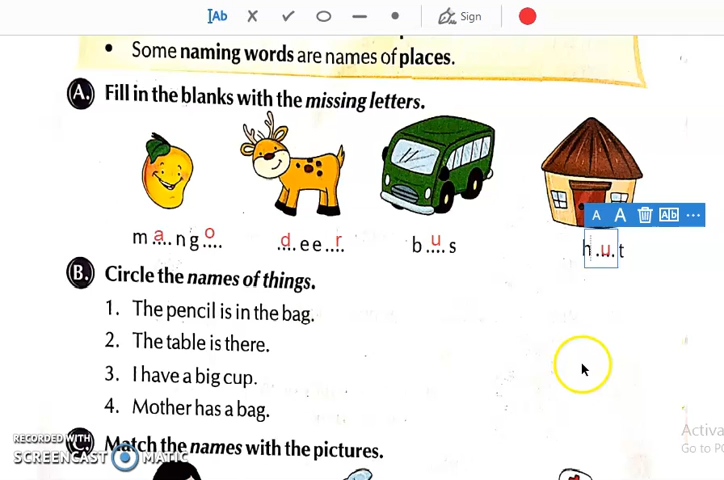 Ab Sign
• Some naming words are names of places.
A. Fill in the blanks with the missing letters.
A A Ab ...
m.a...ng.o... .d..ee..r.. b..u..s h.u.t
B. Circle the names of things.
1. The pencil is in the bag.
2. The table is there.
3. I have a big cup.
4. Mother has a bag.
Activa
Go to PC
RECORDED WITH
SCREENCAST MATIC
C. Match the names with the pictures.